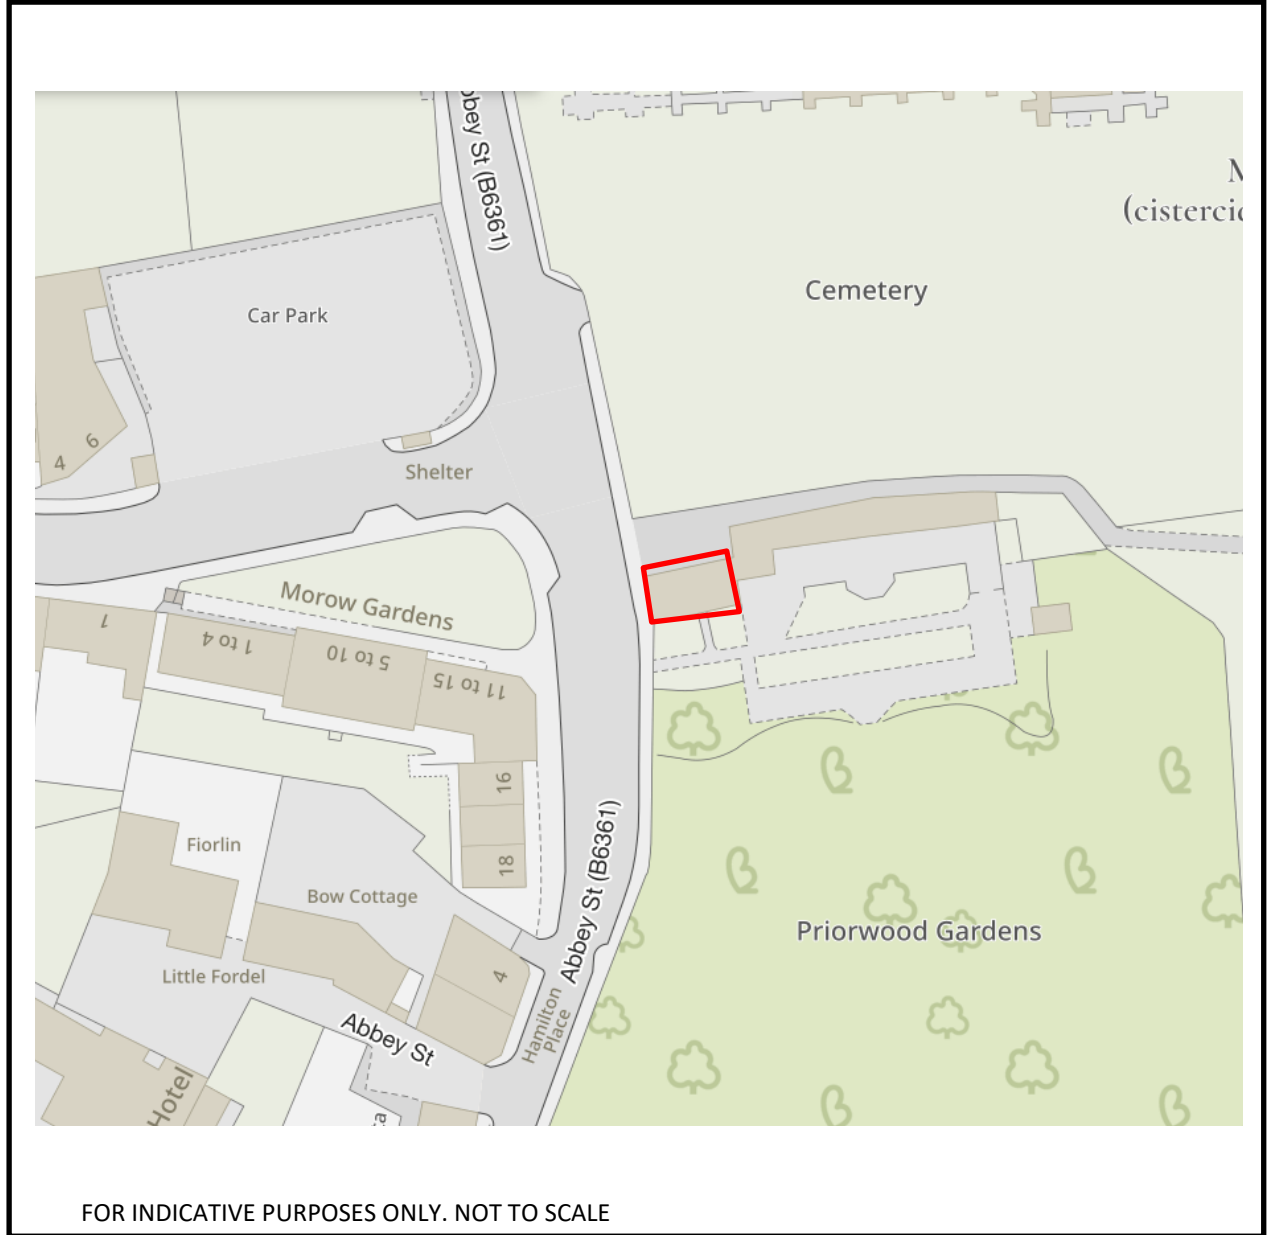 bbey St (B6361)
M
(cistercia
Cemetery
Car Park
6
4
Shelter
Morow Gardens
1
1 to 4
5 to 10
11 to 15
16
18
Fiorlin
Bow Cottage
Little Fordel
4
Abbey St (B6361)
Hamilton
Place
Abbey St
Hotel
Priorwood Gardens
FOR INDICATIVE PURPOSES ONLY. NOT TO SCALE